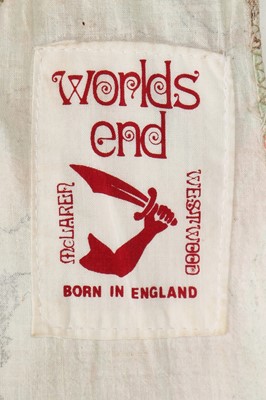 worlds
end
McLAREN
WESTWOOD
BORN IN ENGLAND